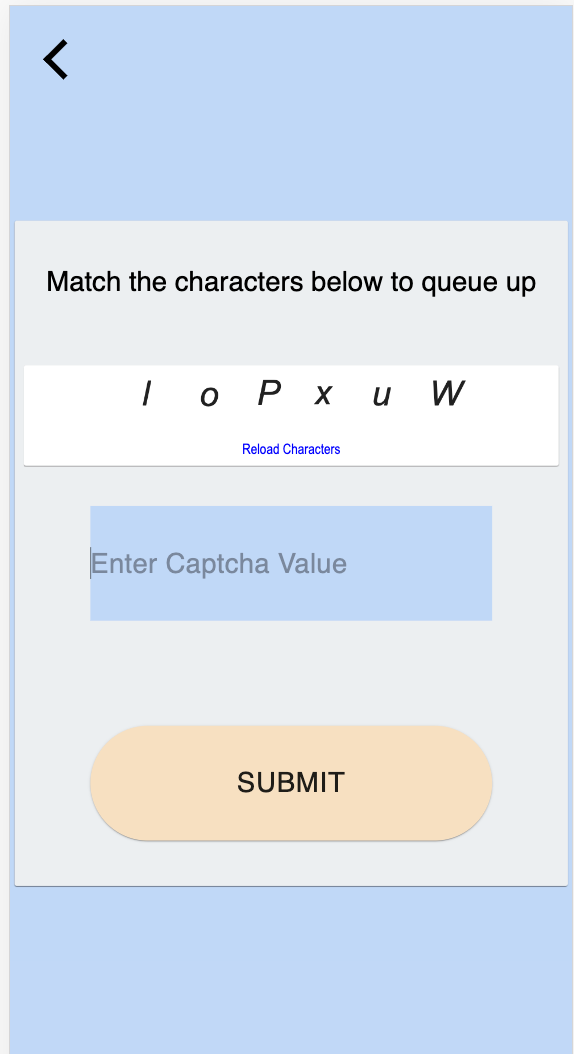 Match the characters below to queue up
o P x u W
Reload Characters
Enter Captcha Value
SUBMIT